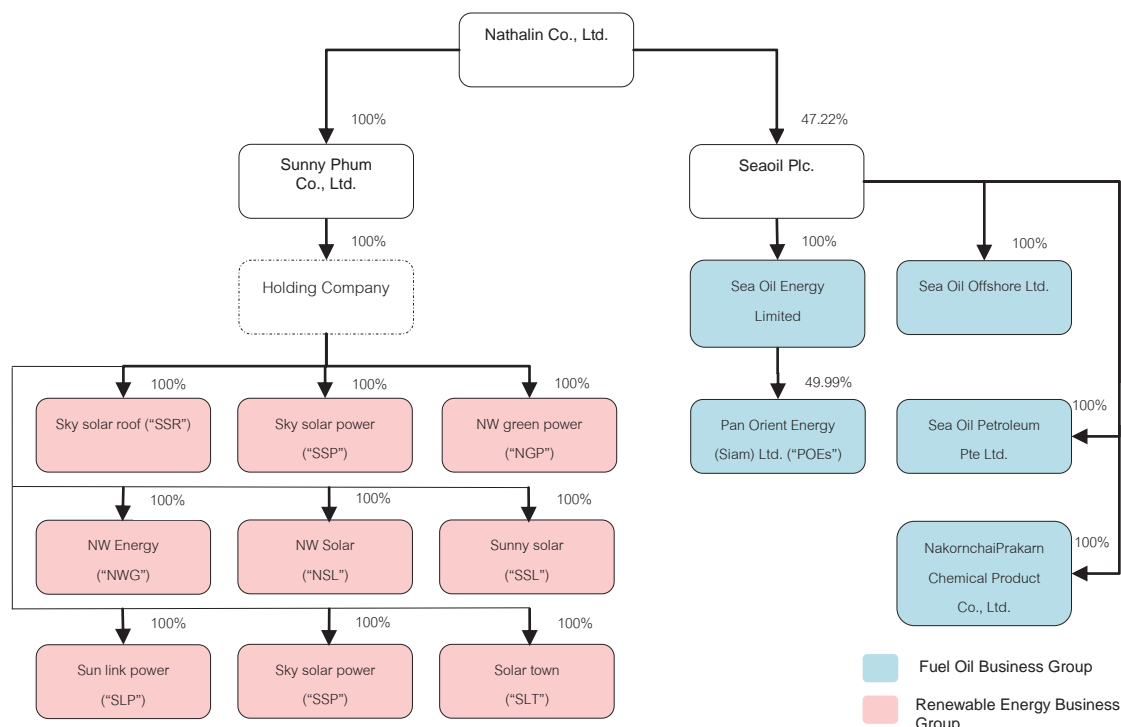 Nathalin Co., Ltd.
100%
47.22%
Sunny Phum
Co., Ltd.
Seaoil Plc.
100%
100%
100%
Holding Company
Sea Oil Energy
Limited
Sea Oil Offshore Ltd.
100%
100%
100%
49.99%
100%
Sky solar roof (“SSR”)
Sky solar power
(“SSP”)
NW green power
(“NGP”)
Pan Orient Energy
(Siam) Ltd. (“POEs”)
Sea Oil Petroleum
Pte Ltd.
100%
100%
100%
100%
NW Energy
(“NWG”)
NW Solar
(“NSL”)
Sunny solar
(“SSL”)
NakornchaiPrakarn
Chemical Product
Co., Ltd.
100%
100%
100%
Sun link power
(“SLP”)
Sky solar power
(“SSP”)
Solar town
(“SLT”)
Fuel Oil Business Group
Renewable Energy Business
Group